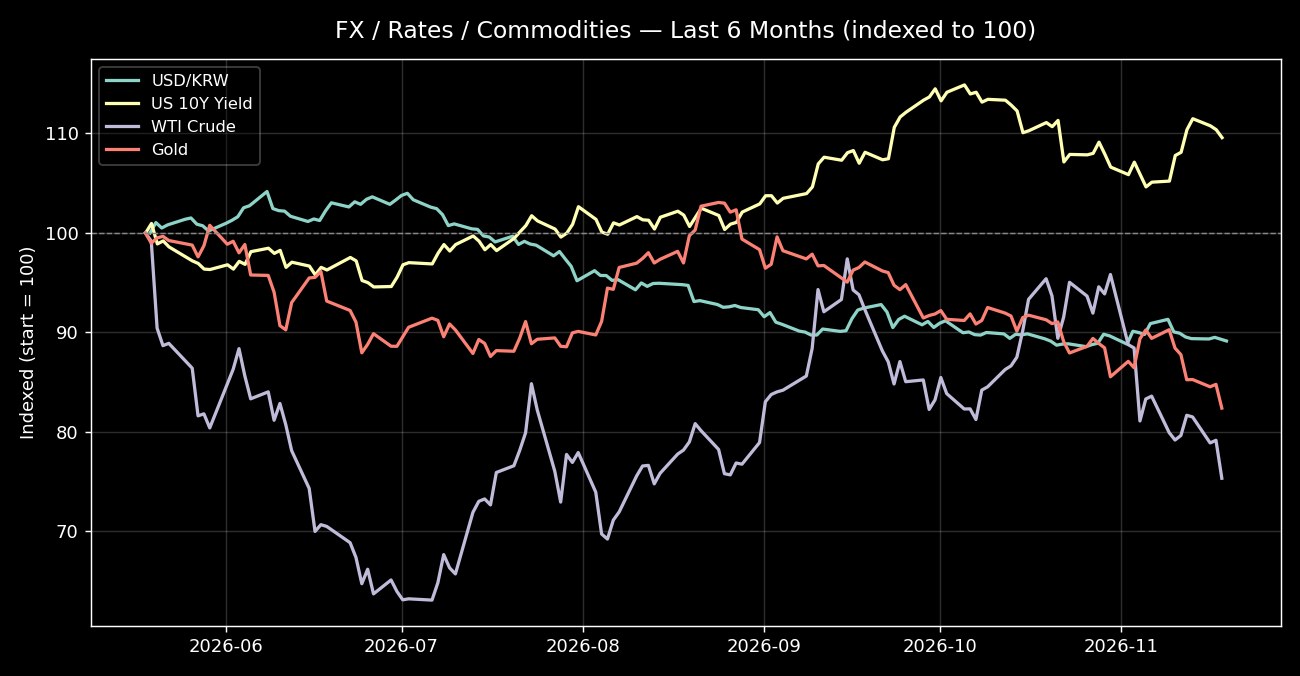 FX / Rates / Commodities — Last 6 Months (indexed to 100)
USD/KRW
US 10Y Yield
WTI Crude
Gold
Indexed (start = 100)
110
100
90
80
70
2026-06
2026-07
2026-08
2026-09
2026-10
2026-11